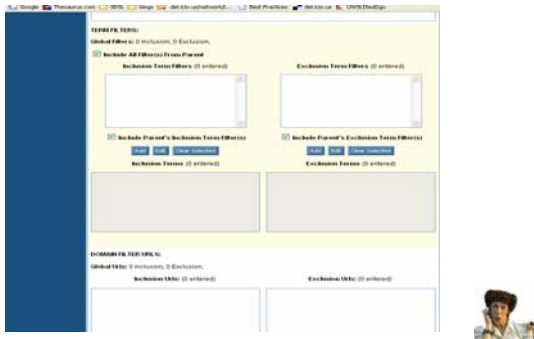 Google Thesaurus.com SDSL blogs Best Practices
TERM FILTERS:
Global Filters: 0 Inclusion, 0 Exclusion,
Include All Filter(s) From Parent
Inclusion Term Filters (0 entered) Exclusion Term Filters (0 entered)
Include Parent's Inclusion Term Filter(s) Include Parent's Exclusion Term Filter(s)
Add Edit Clear Selected Add Edit Clear Selected
Inclusion Terms (0 entered) Exclusion Terms (0 entered)
DOMAIN FILTER URLS:
Global Urls: 0 Inclusion, 0 Exclusion,
Inclusion Urls: (0 entered) Exclusion Urls: (0 entered)